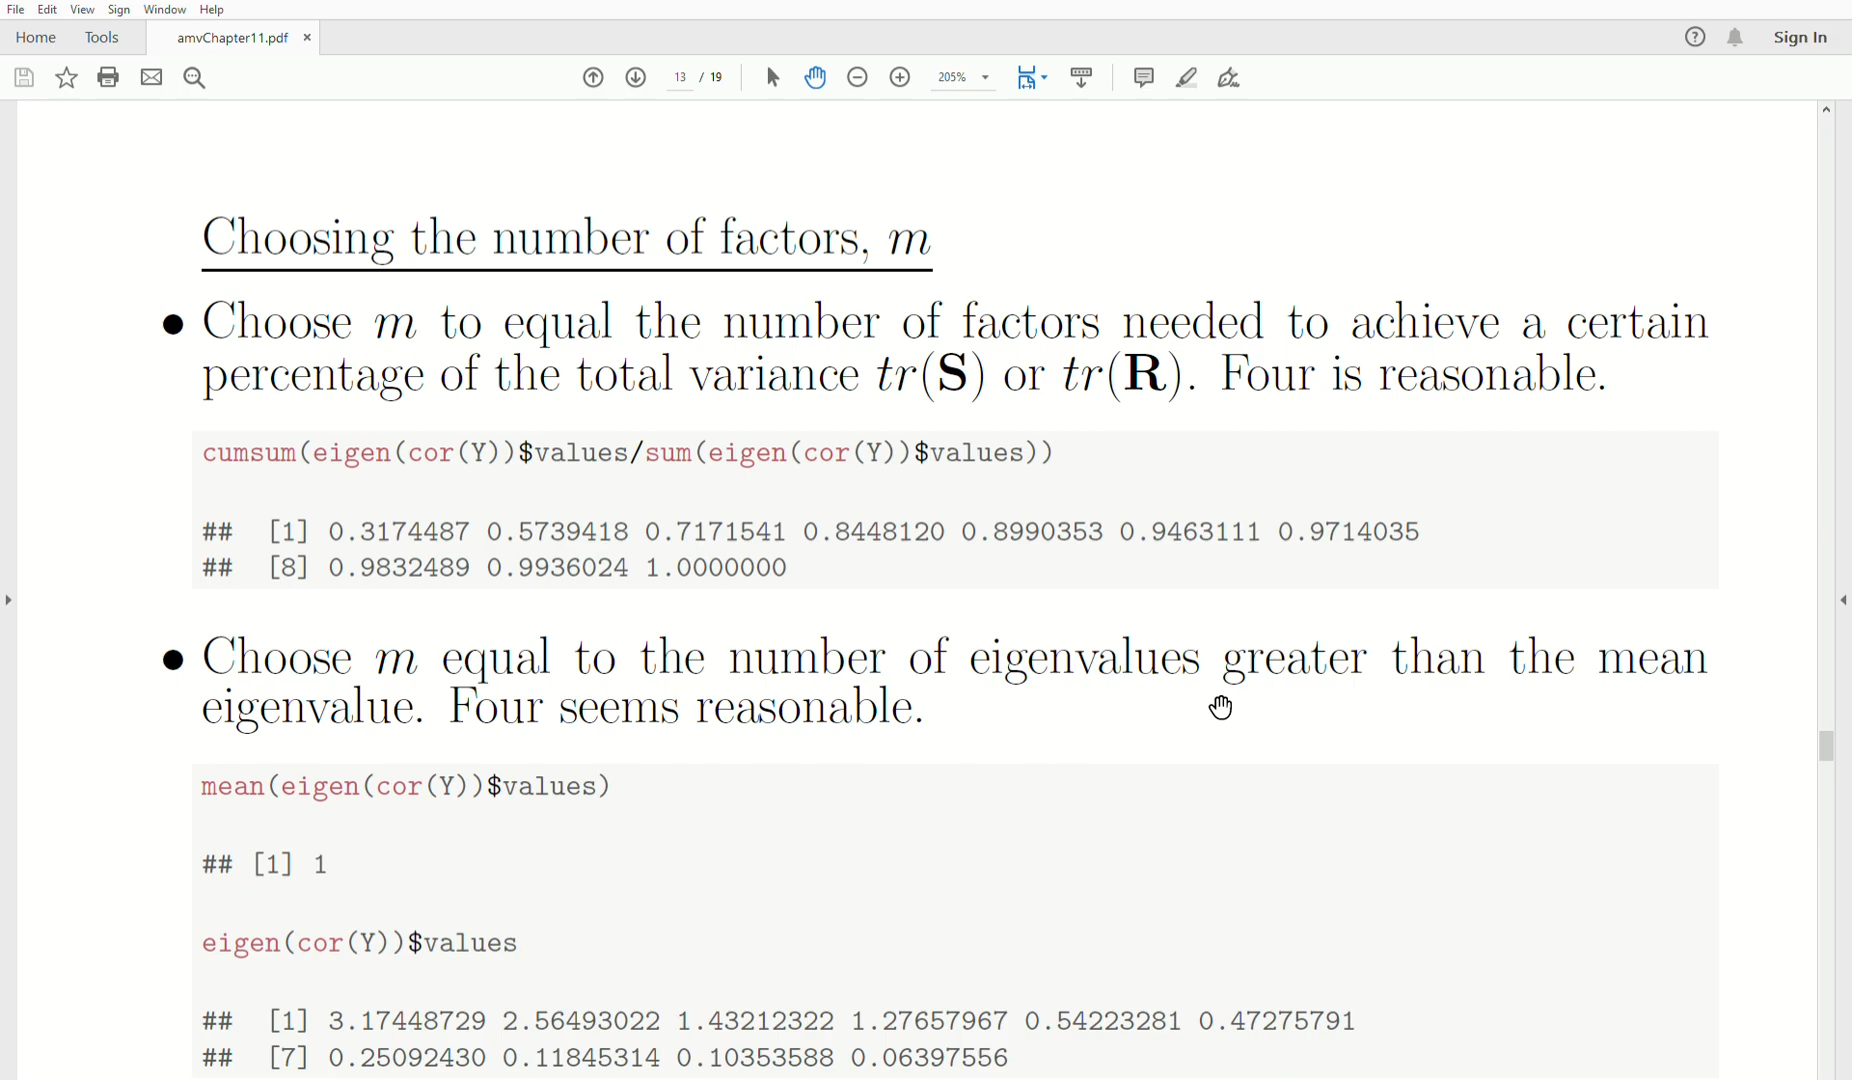 File Edit View Sign Window Help
Home Tools amvChapter11.pdf × Sign In
13 / 19 205%
Choosing the number of factors, m
● Choose m to equal the number of factors needed to achieve a certain
percentage of the total variance tr(S) or tr(R). Four is reasonable.
cumsum(eigen(cor(Y))$values/sum(eigen(cor(Y))$values))
## [1] 0.3174487 0.5739418 0.7171541 0.8448120 0.8990353 0.9463111 0.9714035
## [8] 0.9832489 0.9936024 1.0000000
● Choose m equal to the number of eigenvalues greater than the mean
eigenvalue. Four seems reasonable.
mean(eigen(cor(Y))$values)
## [1] 1
eigen(cor(Y))$values
## [1] 3.17448729 2.56493022 1.43212322 1.27657967 0.54223281 0.47275791
## [7] 0.25092430 0.11845314 0.10353588 0.06397556